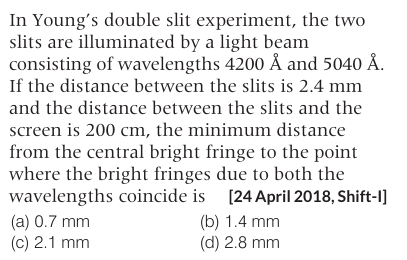 In Young's double slit experiment, the two
slits are illuminated by a light beam
consisting of wavelengths 4200 Å and 5040 Å.
If the distance between the slits is 2.4 mm
and the distance between the slits and the
screen is 200 cm, the minimum distance
from the central bright fringe to the point
where the bright fringes due to both the
wavelengths coincide is [24 April 2018, Shift-I]
(a) 0.7 mm (b) 1.4 mm
(c) 2.1 mm (d) 2.8 mm